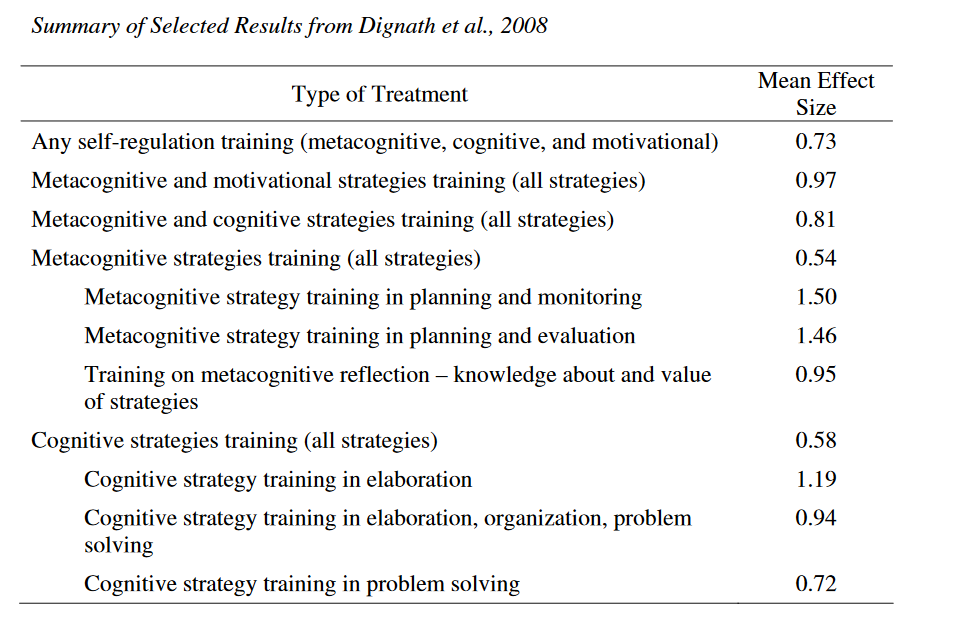 Summary of Selected Results from Dignath et al., 2008
Type of Treatment
Mean Effect
Size
Any self-regulation training (metacognitive, cognitive, and motivational) 0.73
Metacognitive and motivational strategies training (all strategies) 0.97
Metacognitive and cognitive strategies training (all strategies) 0.81
Metacognitive strategies training (all strategies) 0.54
Metacognitive strategy training in planning and monitoring 1.50
Metacognitive strategy training in planning and evaluation 1.46
Training on metacognitive reflection – knowledge about and value 0.95
of strategies
Cognitive strategies training (all strategies) 0.58
Cognitive strategy training in elaboration 1.19
Cognitive strategy training in elaboration, organization, problem 0.94
solving
Cognitive strategy training in problem solving 0.72